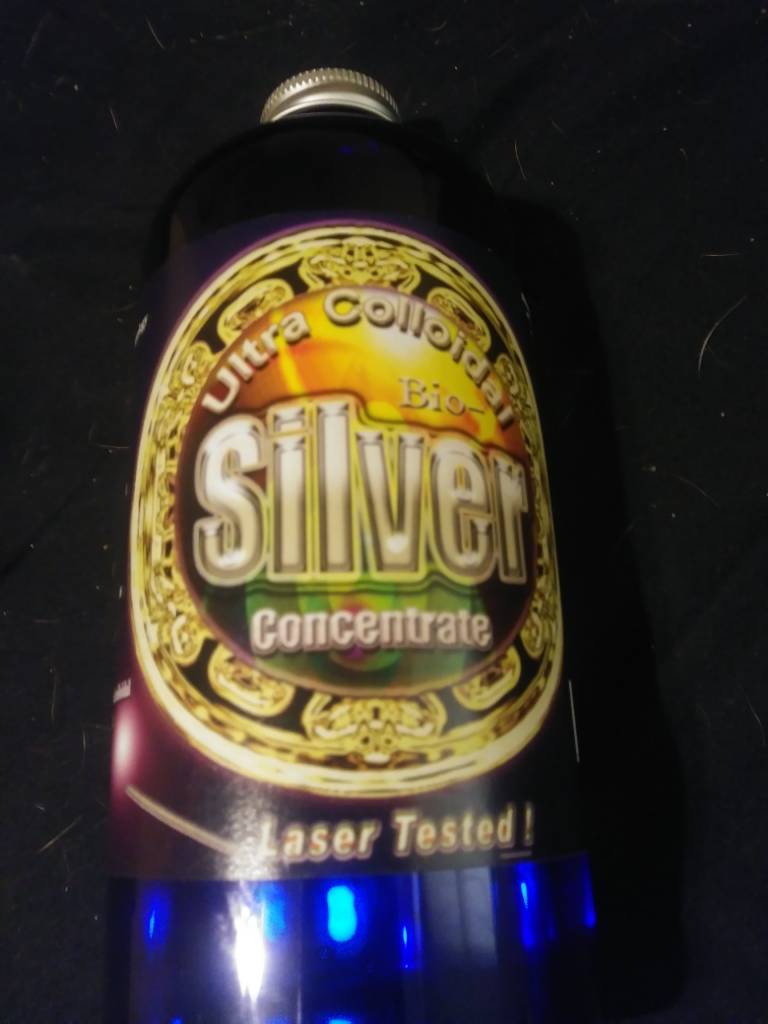 Ultra Colloidal
Bio-
Silver
Concentrate
Laser Tested!